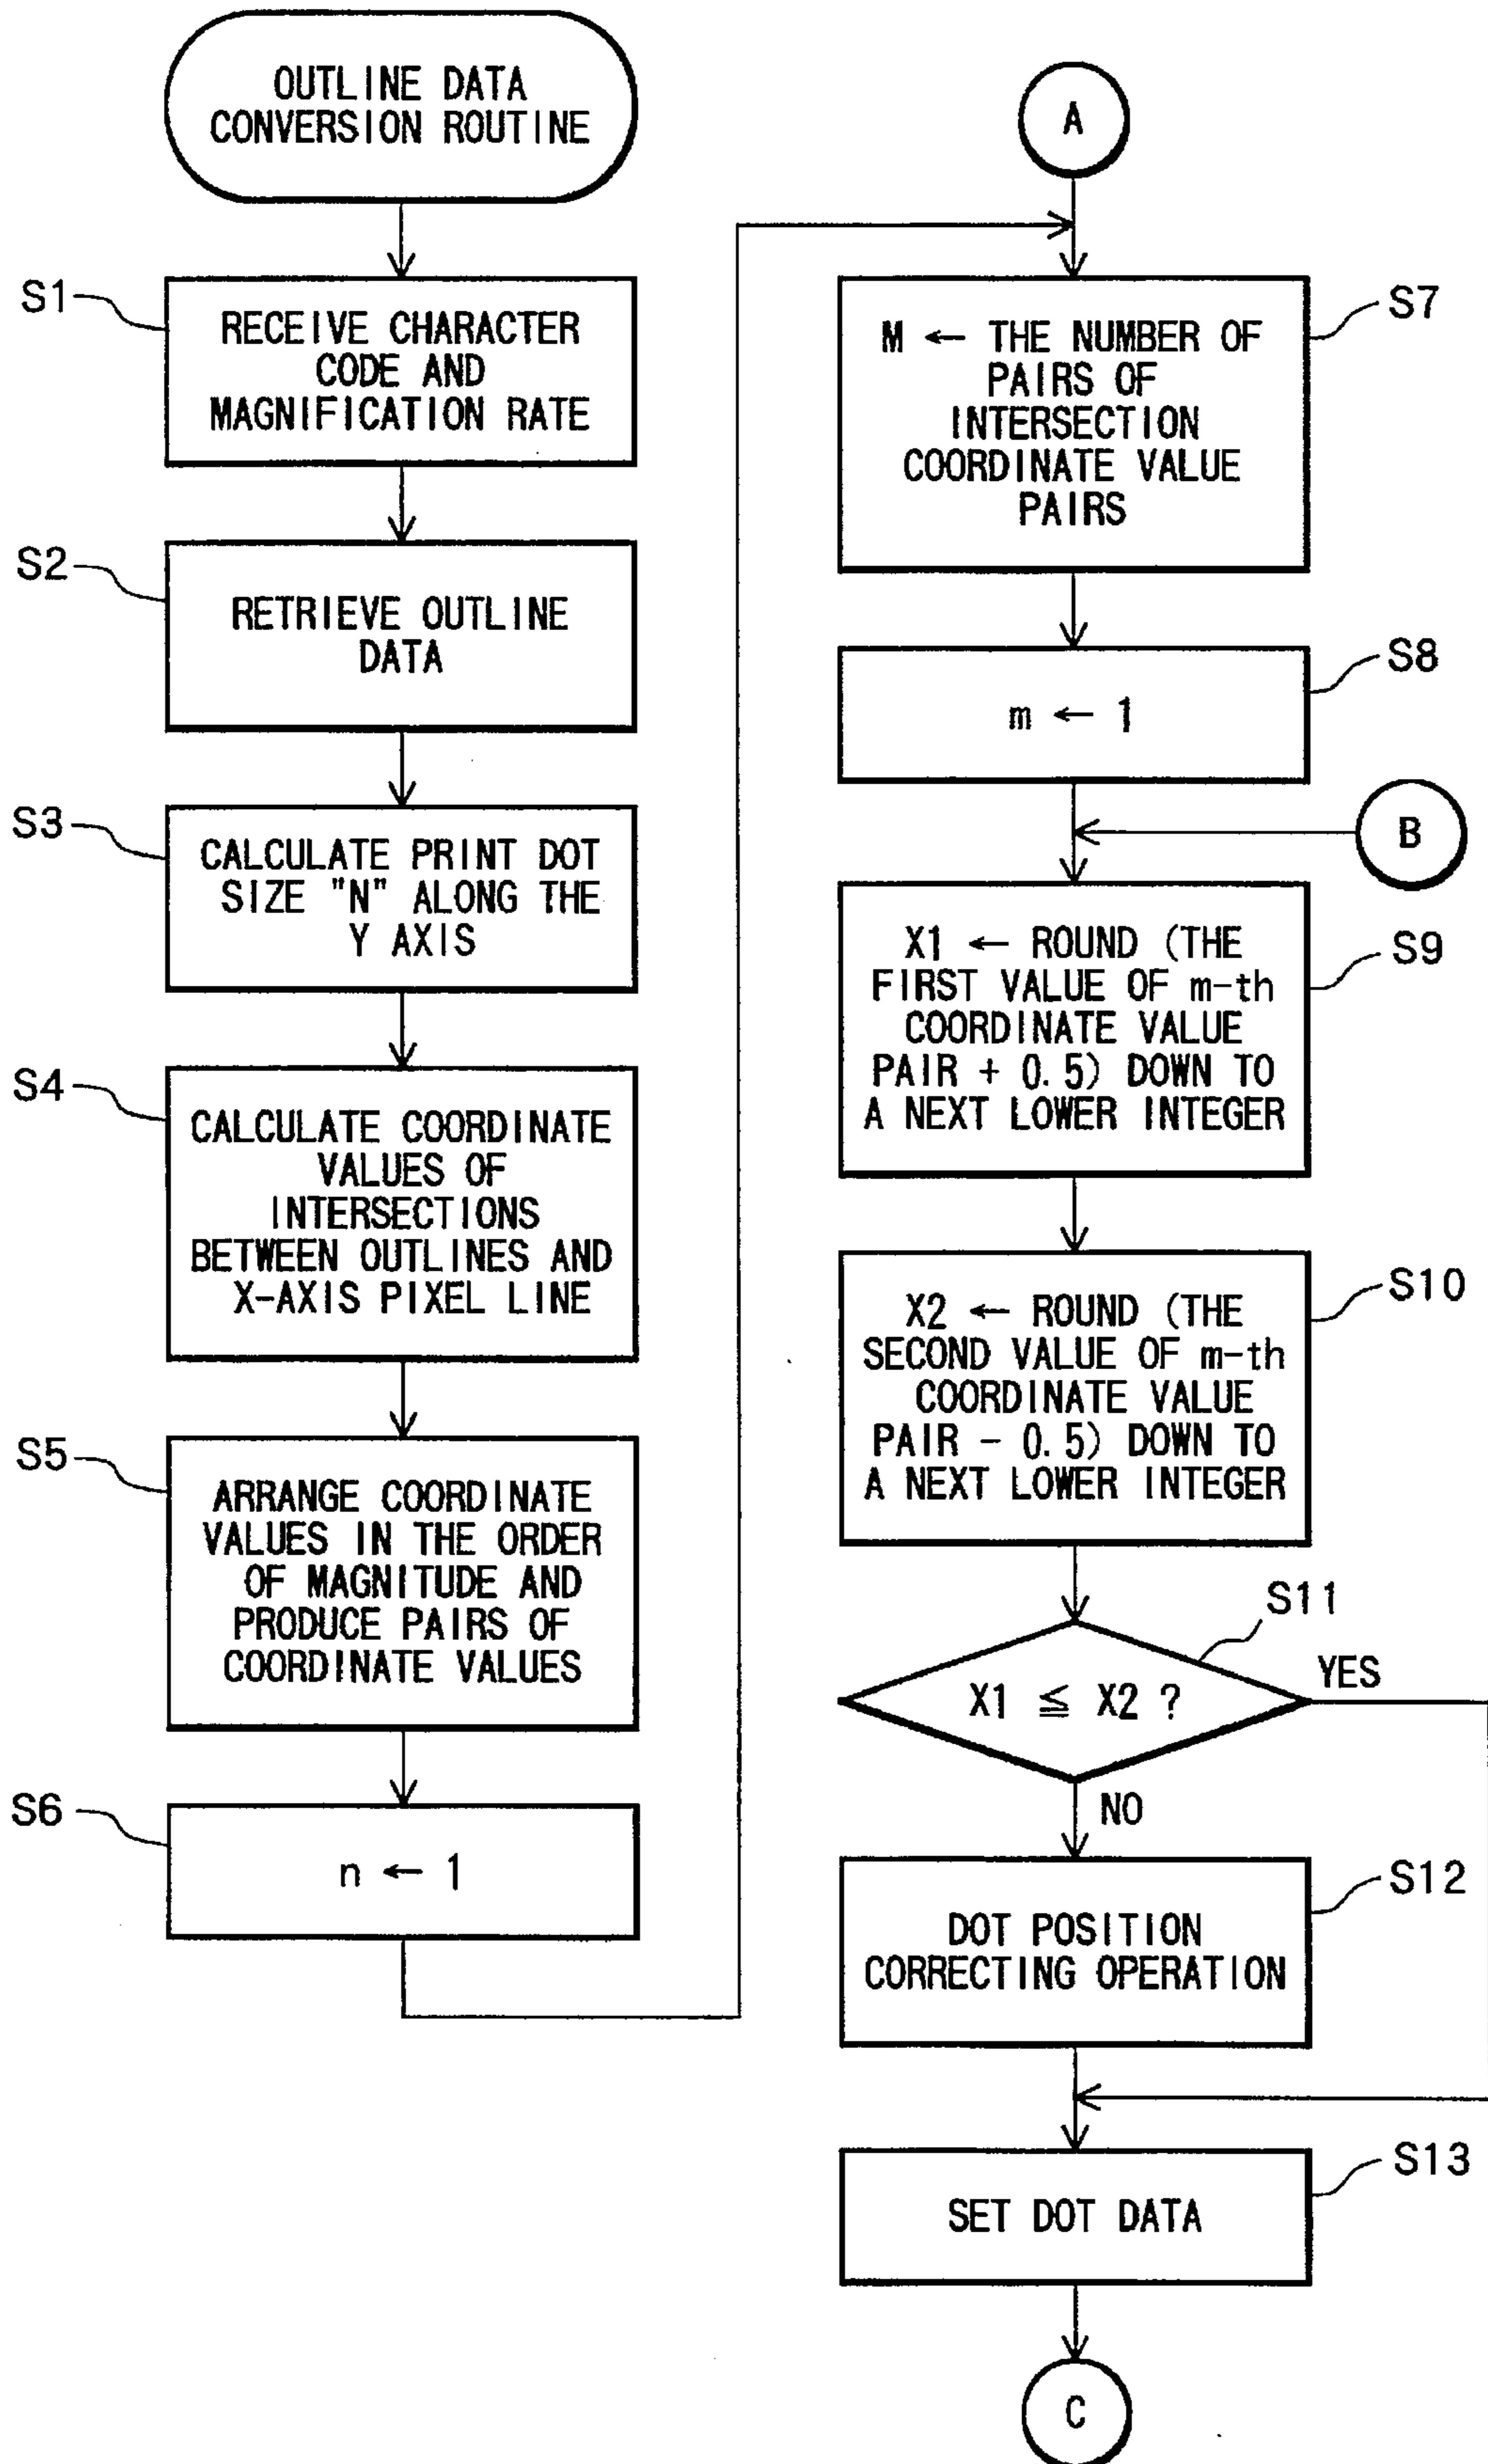 OUTLINE DATA
CONVERSION ROUTINE
S1
RECEIVE CHARACTER
CODE AND
MAGNIFICATION RATE
S2
RETRIEVE OUTLINE
DATA
S3
CALCULATE PRINT DOT
SIZE "N" ALONG THE
Y AXIS
S4
CALCULATE COORDINATE
VALUES OF
INTERSECTIONS
BETWEEN OUTLINES AND
X-AXIS PIXEL LINE
S5
ARRANGE COORDINATE
VALUES IN THE ORDER
OF MAGNITUDE AND
PRODUCE PAIRS OF
COORDINATE VALUES
S6
n ← 1
A
S7
M ← THE NUMBER OF
PAIRS OF
INTERSECTION
COORDINATE VALUE
PAIRS
S8
m ← 1
B
S9
X1 ← ROUND (THE
FIRST VALUE OF m-th
COORDINATE VALUE
PAIR + 0.5) DOWN TO
A NEXT LOWER INTEGER
S10
X2 ← ROUND (THE
SECOND VALUE OF m-th
COORDINATE VALUE
PAIR - 0.5) DOWN TO
A NEXT LOWER INTEGER
S11
X1 ≦ X2 ?
YES
NO
S12
DOT POSITION
CORRECTING OPERATION
S13
SET DOT DATA
C